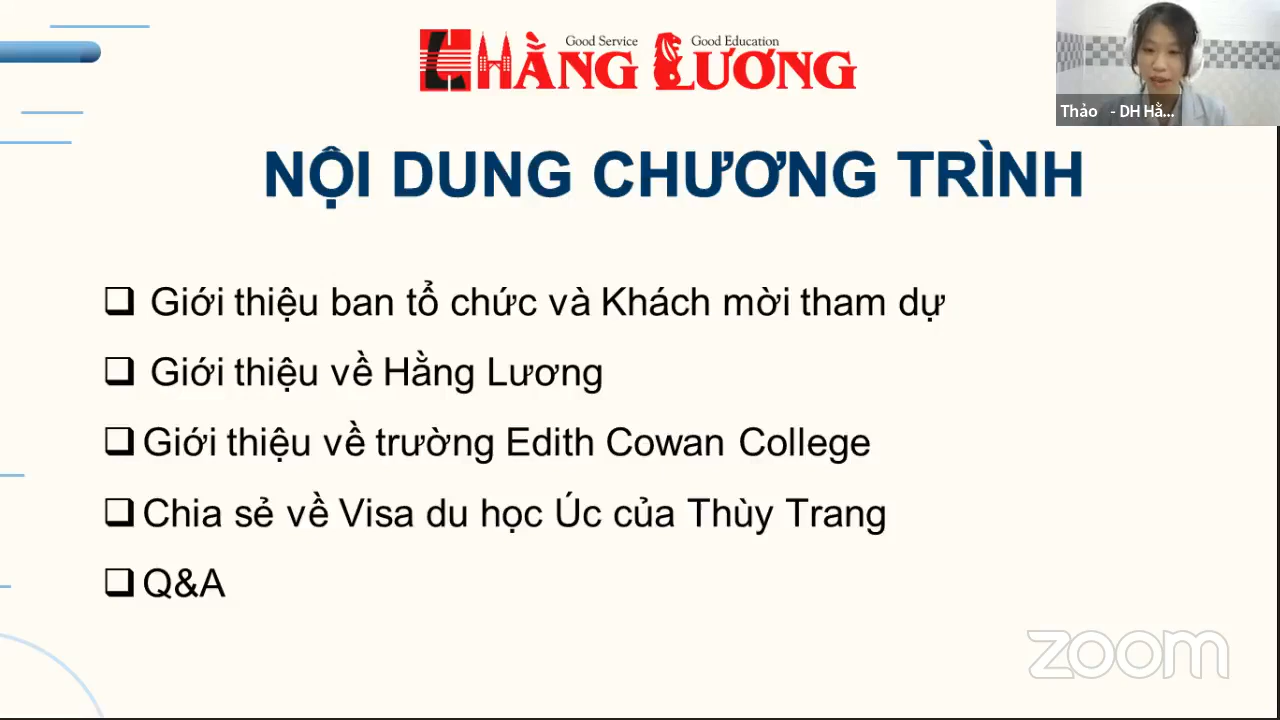 Good Service Good Education
HẰNG LƯƠNG
Thảo - DH Hằ...
NỘI DUNG CHƯƠNG TRÌNH
Giới thiệu ban tổ chức và Khách mời tham dự
Giới thiệu về Hằng Lương
Giới thiệu về trường Edith Cowan College
Chia sẻ về Visa du học Úc của Thùy Trang
Q&A
zoom